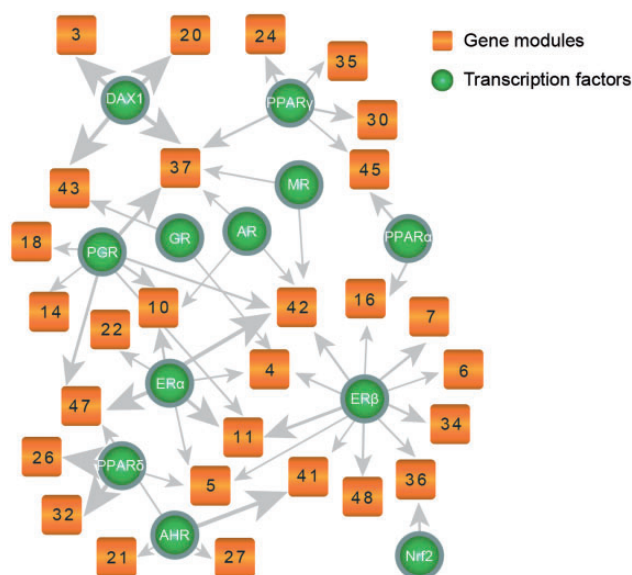 3
20
24
35
Gene modules
Transcription factors
DAX1
PPARγ
30
37
45
43
MR
18
PGR
GR
AR
PPARα
14
10
42
16
7
22
4
6
ERα
ERβ
47
11
34
26
PPARδ
5
41
48
36
32
21
AHR
27
Nrf2